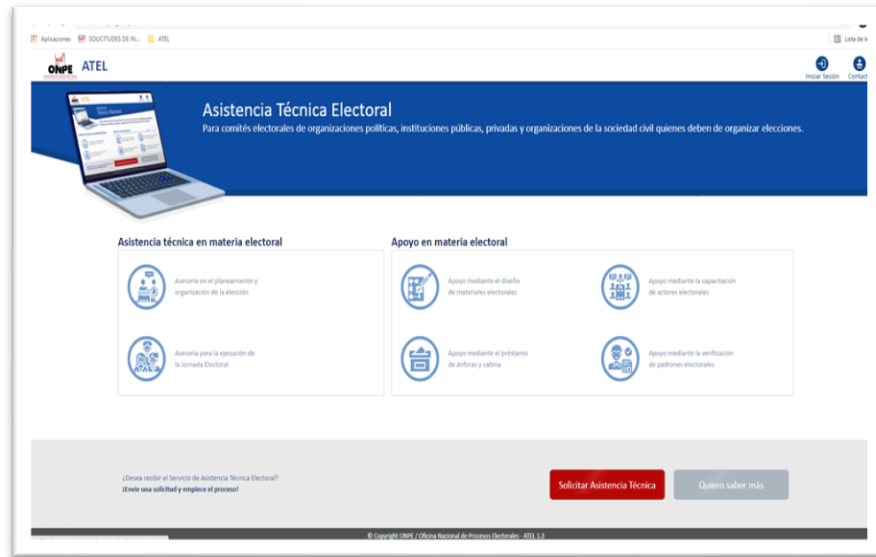 Aplicaciones
SOLICITUDES DE IN...
ATEL
ONPE
ATEL
Iniciar Sesión
Asistencia Técnica Electoral
Para comités electorales de organizaciones políticas, instituciones públicas, privadas y organizaciones de la sociedad civil quienes deben de organizar elecciones.
Asistencia técnica en materia electoral
Asesoría en el planeamiento y
organización de la elección
Asesoría para la ejecución de
la Jornada Electoral
Apoyo en materia electoral
Apoyo mediante el diseño
de materiales electorales
Apoyo mediante la capacitación
de actores electorales
Apoyo mediante el préstamo
de ánforas y cabina
Apoyo mediante la verificación
de padrones electorales
¿Desea recibir el Servicio de Asistencia Técnica Electoral?
¡Envíe una solicitud y empiece el proceso!
Solicitar Asistencia Técnica
Quiero saber más
© Copyright ONPE / Oficina Nacional de Procesos Electorales - ATEL 1.3